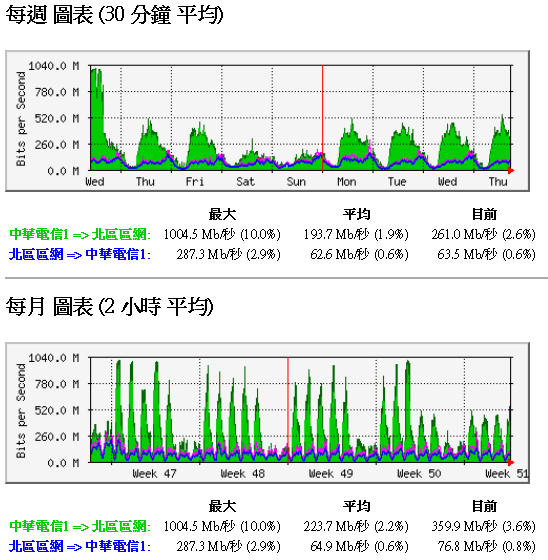 每週 圖表 (30 分鐘 平均)
Bits per Second
1040.0 M
780.0 M
520.0 M
260.0 M
0.0 M
Wed Thu Fri Sat Sun Mon Tue Wed Thu
最大 平均 目前
中華電信1 => 北區區網: 1004.5 Mb/秒 (10.0%) 193.7 Mb/秒 (1.9%) 261.0 Mb/秒 (2.6%)
北區區網 => 中華電信1: 287.3 Mb/秒 (2.9%) 62.6 Mb/秒 (0.6%) 63.5 Mb/秒 (0.6%)
每月 圖表 (2 小時 平均)
Bits per Second
1040.0 M
780.0 M
520.0 M
260.0 M
0.0 M
Week 47 Week 48 Week 49 Week 50 Week 51
最大 平均 目前
中華電信1 => 北區區網: 1004.5 Mb/秒 (10.0%) 223.7 Mb/秒 (2.2%) 359.9 Mb/秒 (3.6%)
北區區網 => 中華電信1: 287.3 Mb/秒 (2.9%) 64.9 Mb/秒 (0.6%) 76.8 Mb/秒 (0.8%)